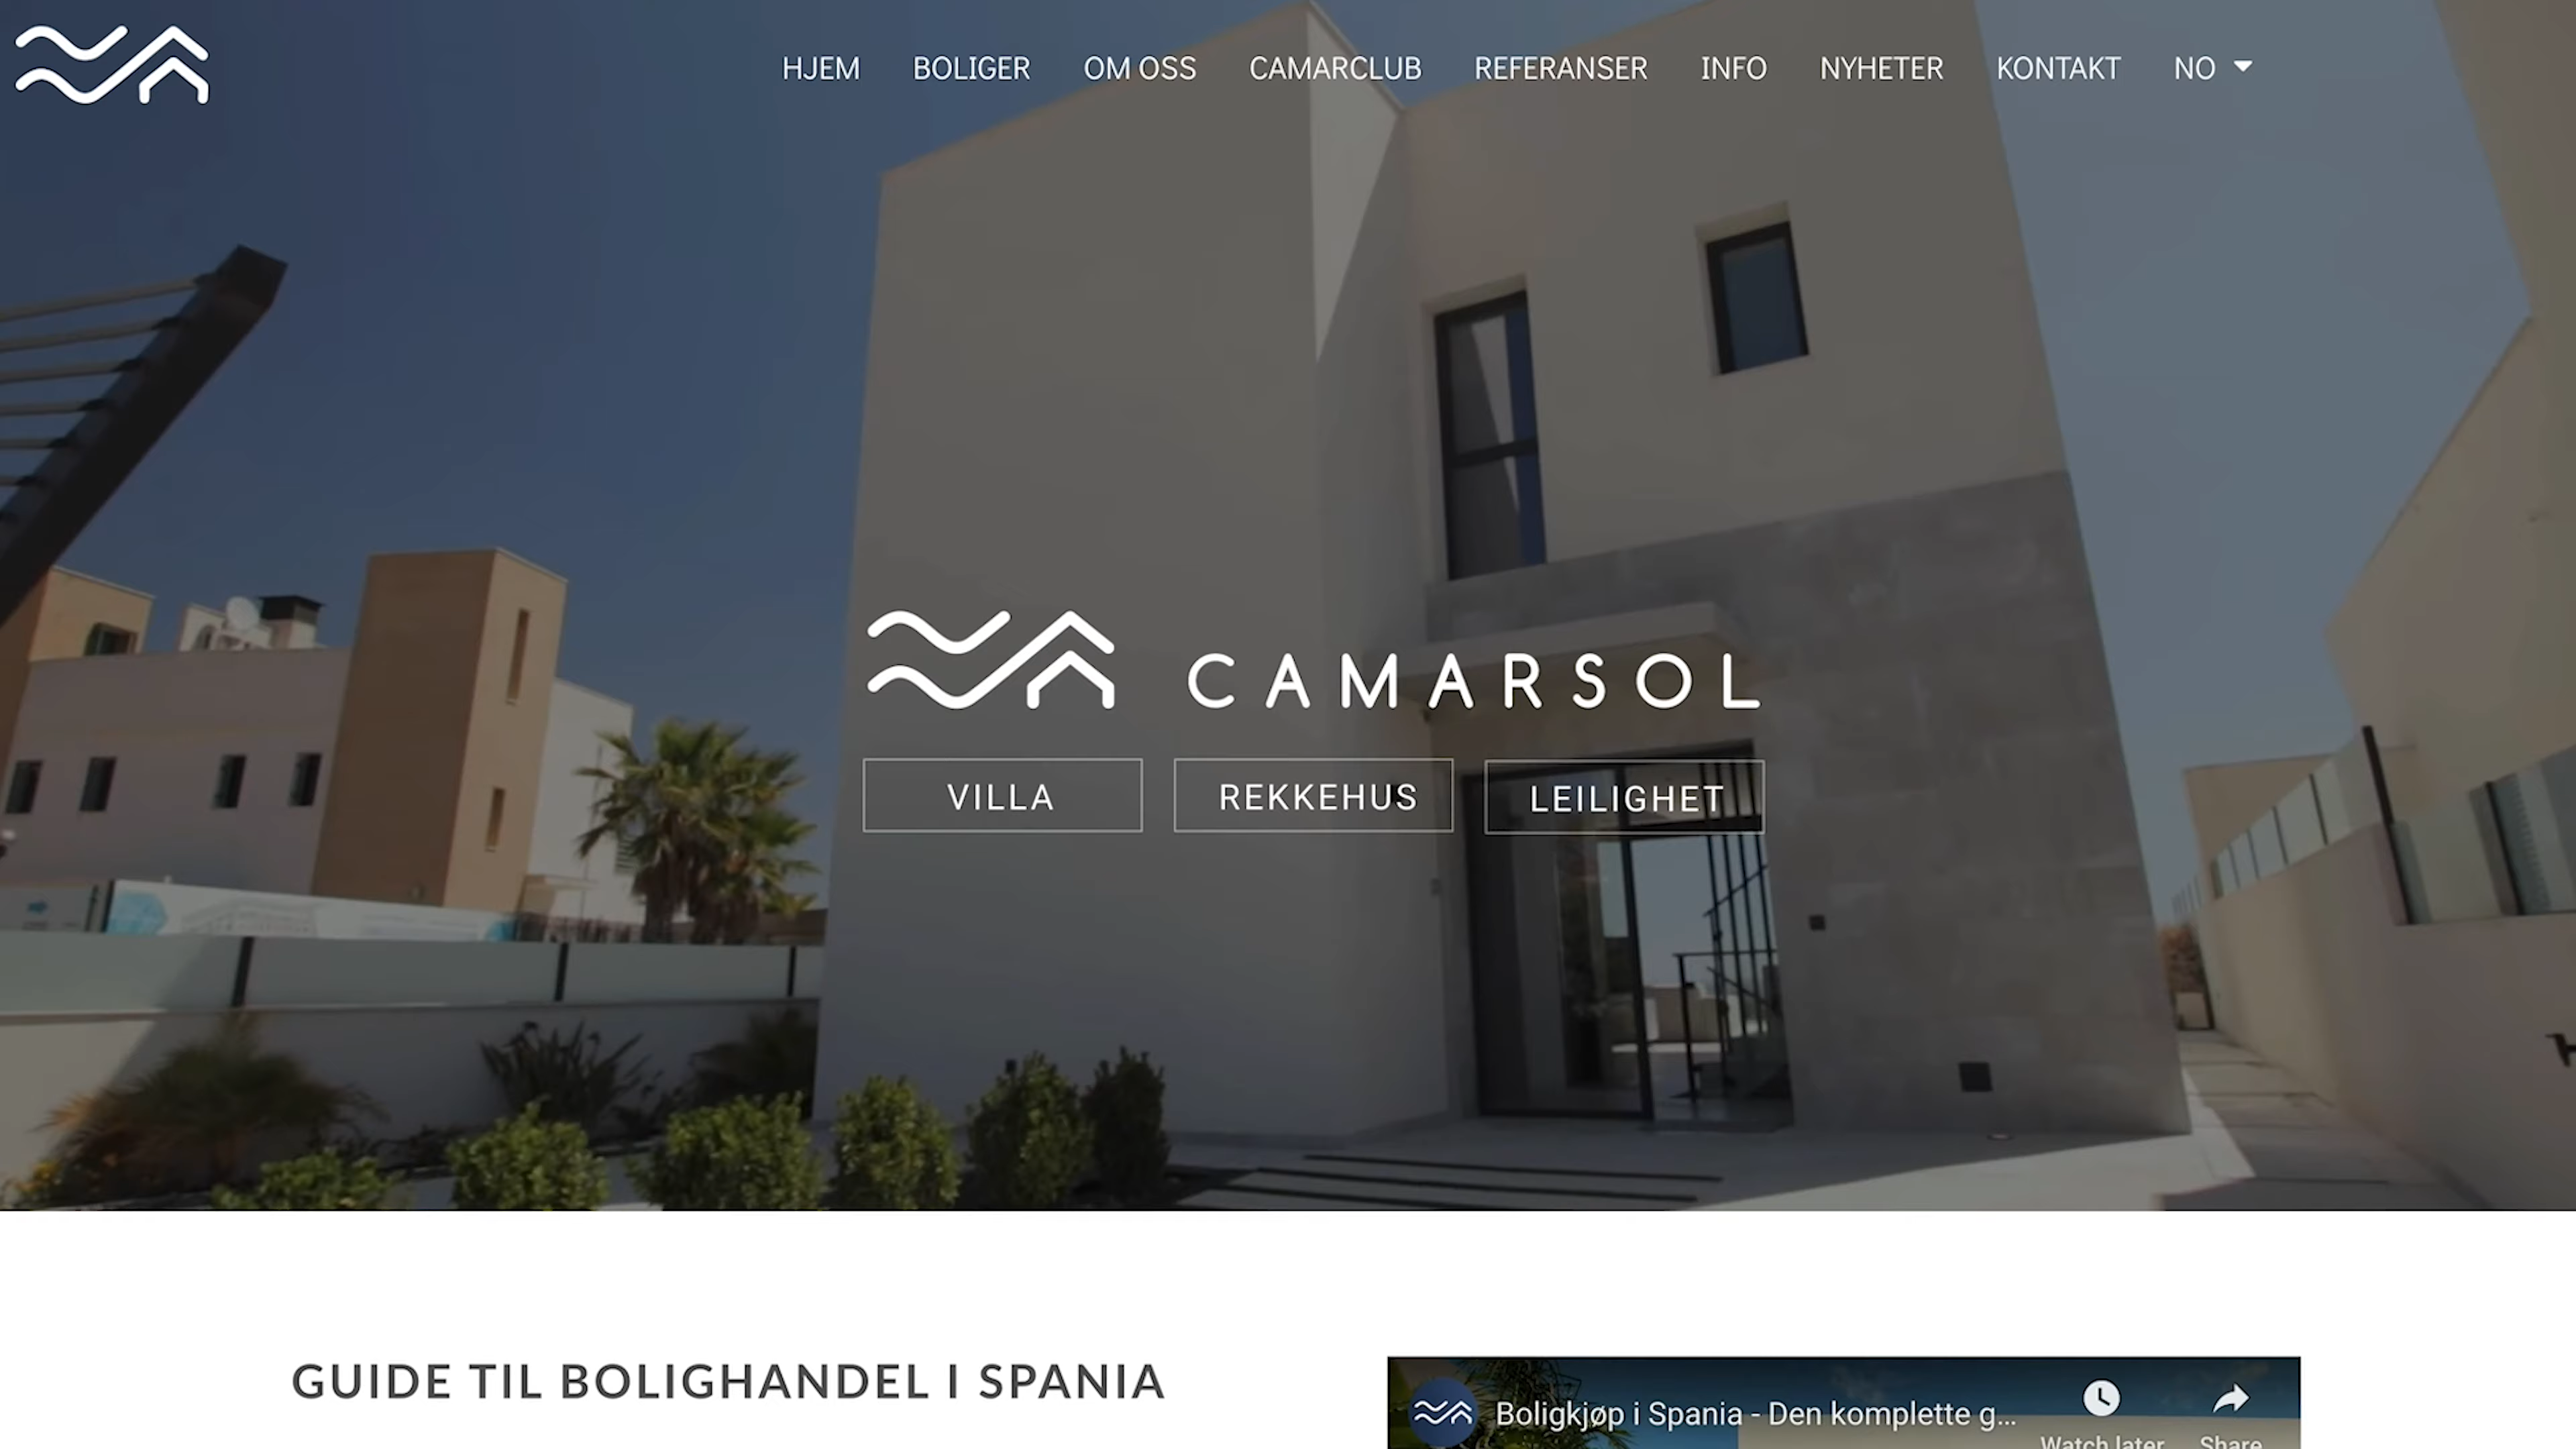 HJEM BOLIGER OM OSS CAMARCLUB REFERANSER INFO NYHETER KONTAKT NO
CAMARSOL
VILLA REKKEHUS LEILIGHET
GUIDE TIL BOLIGHANDEL I SPANIA
Boligkjøp i Spania - Den komplette g...
Watch later Share